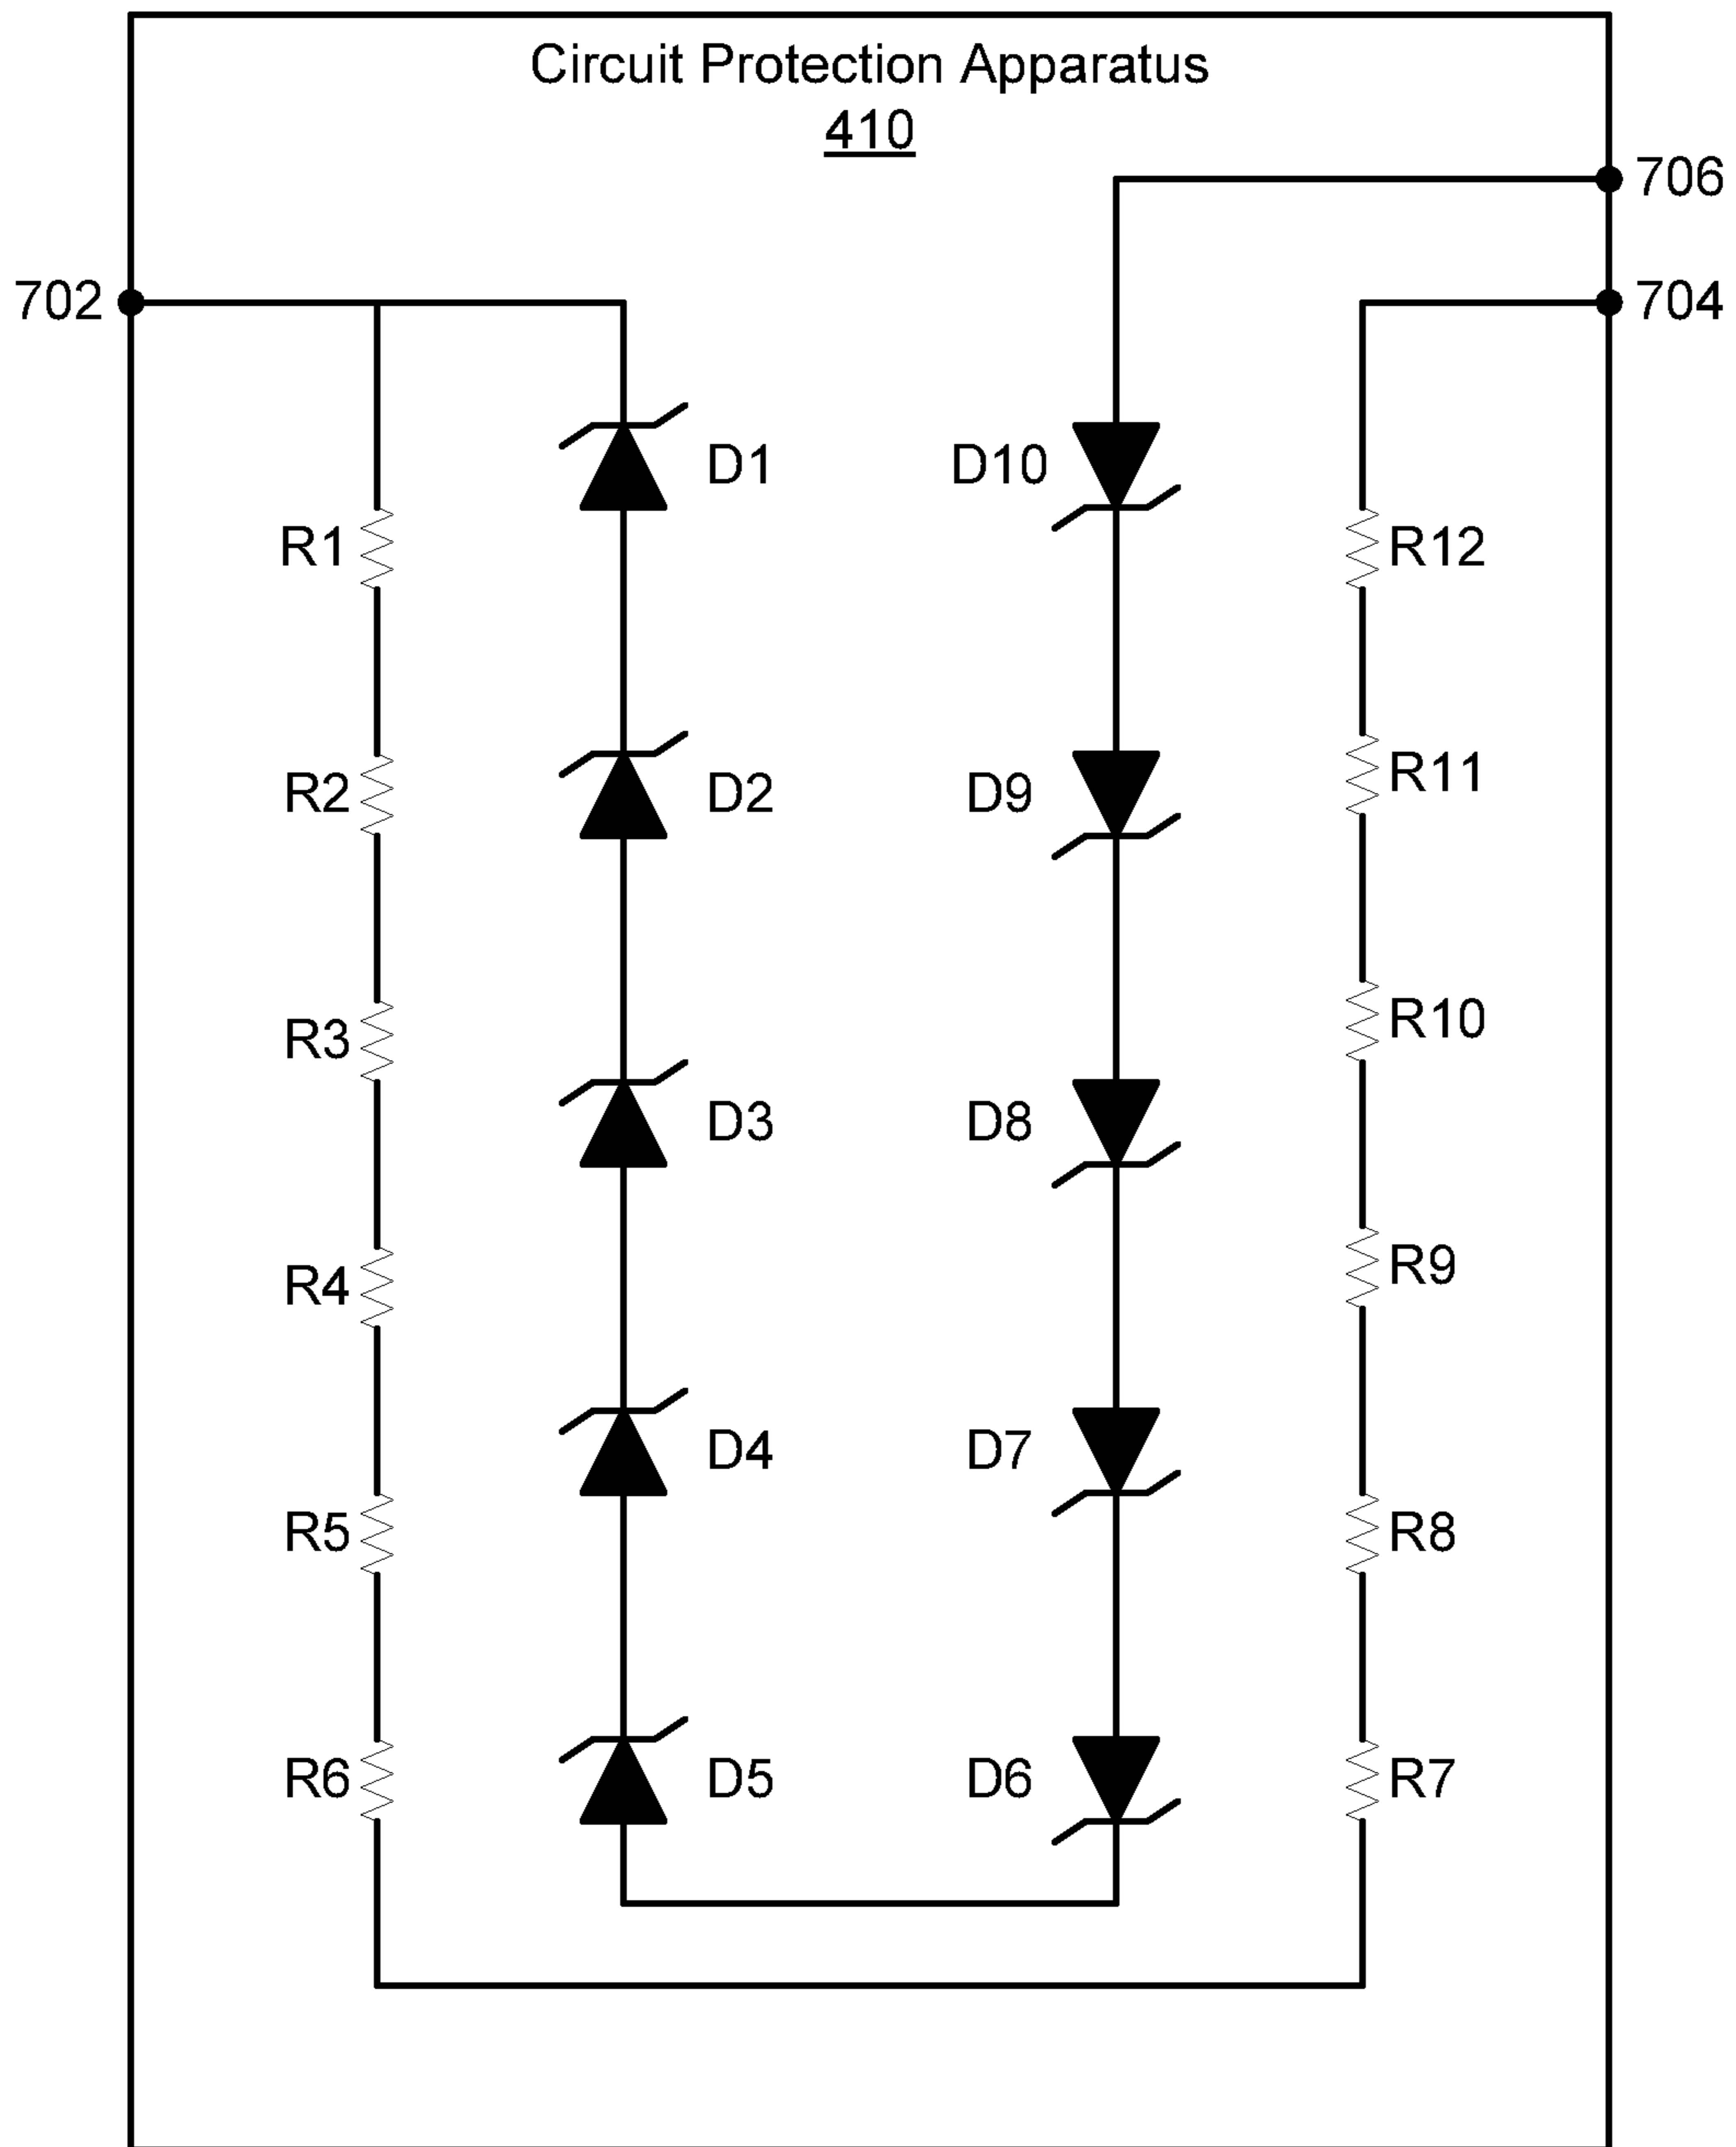 Circuit Protection Apparatus
410
706
702
704
D1
D10
R1
R12
R2
D2
D9
R11
R3
D3
D8
R10
R4
D4
D7
R9
R5
R8
R6
D5
D6
R7